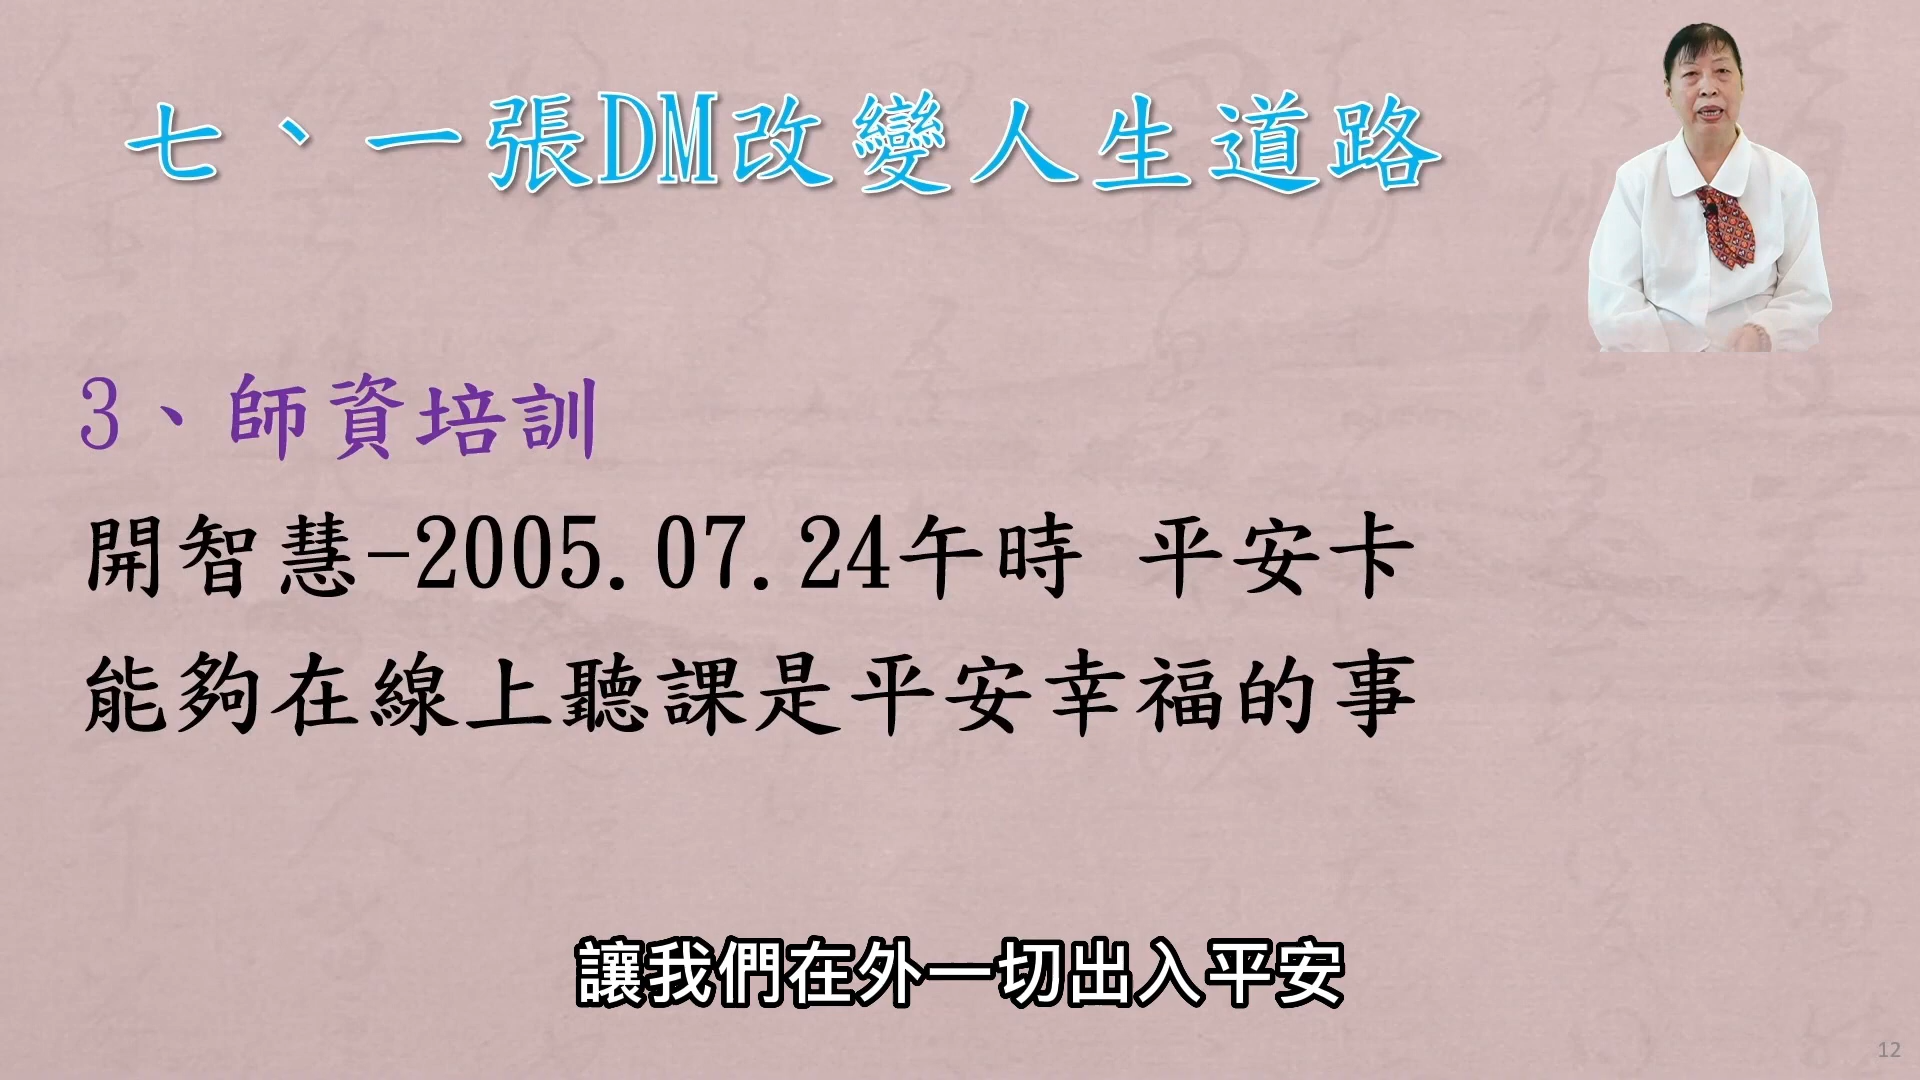 七、一張DM改變人生道路
3、師資培訓
開智慧-2005.07.24午時 平安卡
能夠在線上聽課是平安幸福的事
讓我們在外一切出入平安
12